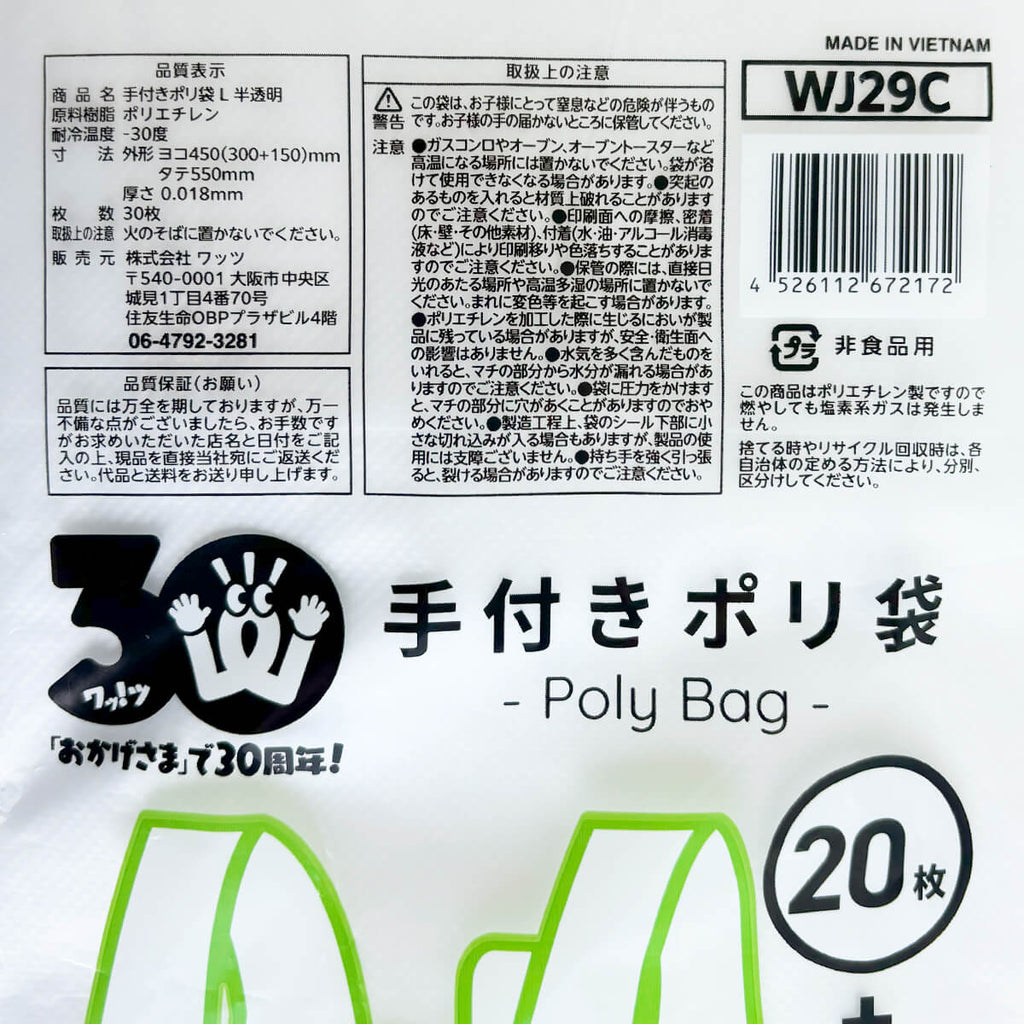 MADE IN VIETNAM
WJ29C
品質表示
商品名 手付きポリ袋 L 半透明
原料樹脂 ポリエチレン
耐冷温度 -30度
寸法 外形 ヨコ450(300+150)mm
タテ550mm
厚さ 0.018mm
枚数 30枚
取扱上の注意 火のそばに置かないでください。
販売元 株式会社 ワッツ
〒540-0001 大阪市中央区
城見1丁目4番70号
住友生命OBPプラザビル4階
06-4792-3281
品質保証(お願い)
品質には万全を期しておりますが、万一
不備な点がございましたら、お手数です
がお求めいただいた店名と日付をご記
入の上、現品を直接当社宛にご返送くだ
さい。代品と送料をお送り申し上げます。
取扱上の注意
警告 この袋は、お子様にとって窒息などの危険が伴うもの
です。お子様の手の届かないところに保管してください。
注意 ●ガスコンロやオーブン、オーブントースターなど
高温になる場所には置かないでください。袋が溶
けて使用できなくなる場合があります。●突起の
あるものを入れると材質上破れることがあります
のでご注意ください。●印刷面への摩擦、密着
(床・壁・その他素材)、付着(水・油・アルコール消毒
液など)により印刷移りや色落ちすることがありま
すのでご注意ください。●保管の際には、直接日
光のあたる場所や高温多湿の場所に置かないで
ください。まれに変色等を起こす場合があります。
●ポリエチレンを加工した際に生じるにおいが製
品に残っている場合がありますが、安全・衛生面へ
の影響はありません。●水気を多く含んだものを
いれると、マチの部分から水分が漏れる場合があ
りますのでご注意ください。●袋に圧力をかけます
と、マチの部分に穴があくことがありますのでおや
めください。●製造工程上、袋のシール下部に小
さな切れ込みが入る場合もありますが、製品の使
用には支障ございません。●持ち手を強く引っ張
ると、裂ける場合がありますのでご注意ください。
4 526112 672172
プラ 非食品用
この商品はポリエチレン製ですので
燃やしても塩素系ガスは発生しま
せん。
捨てる時やリサイクル回収時は、各
自治体の定める方法により、分別、
区分けしてください。
30
ワッ!ツ
「おかげさま」で30周年!
手付きポリ袋
- Poly Bag -
20枚